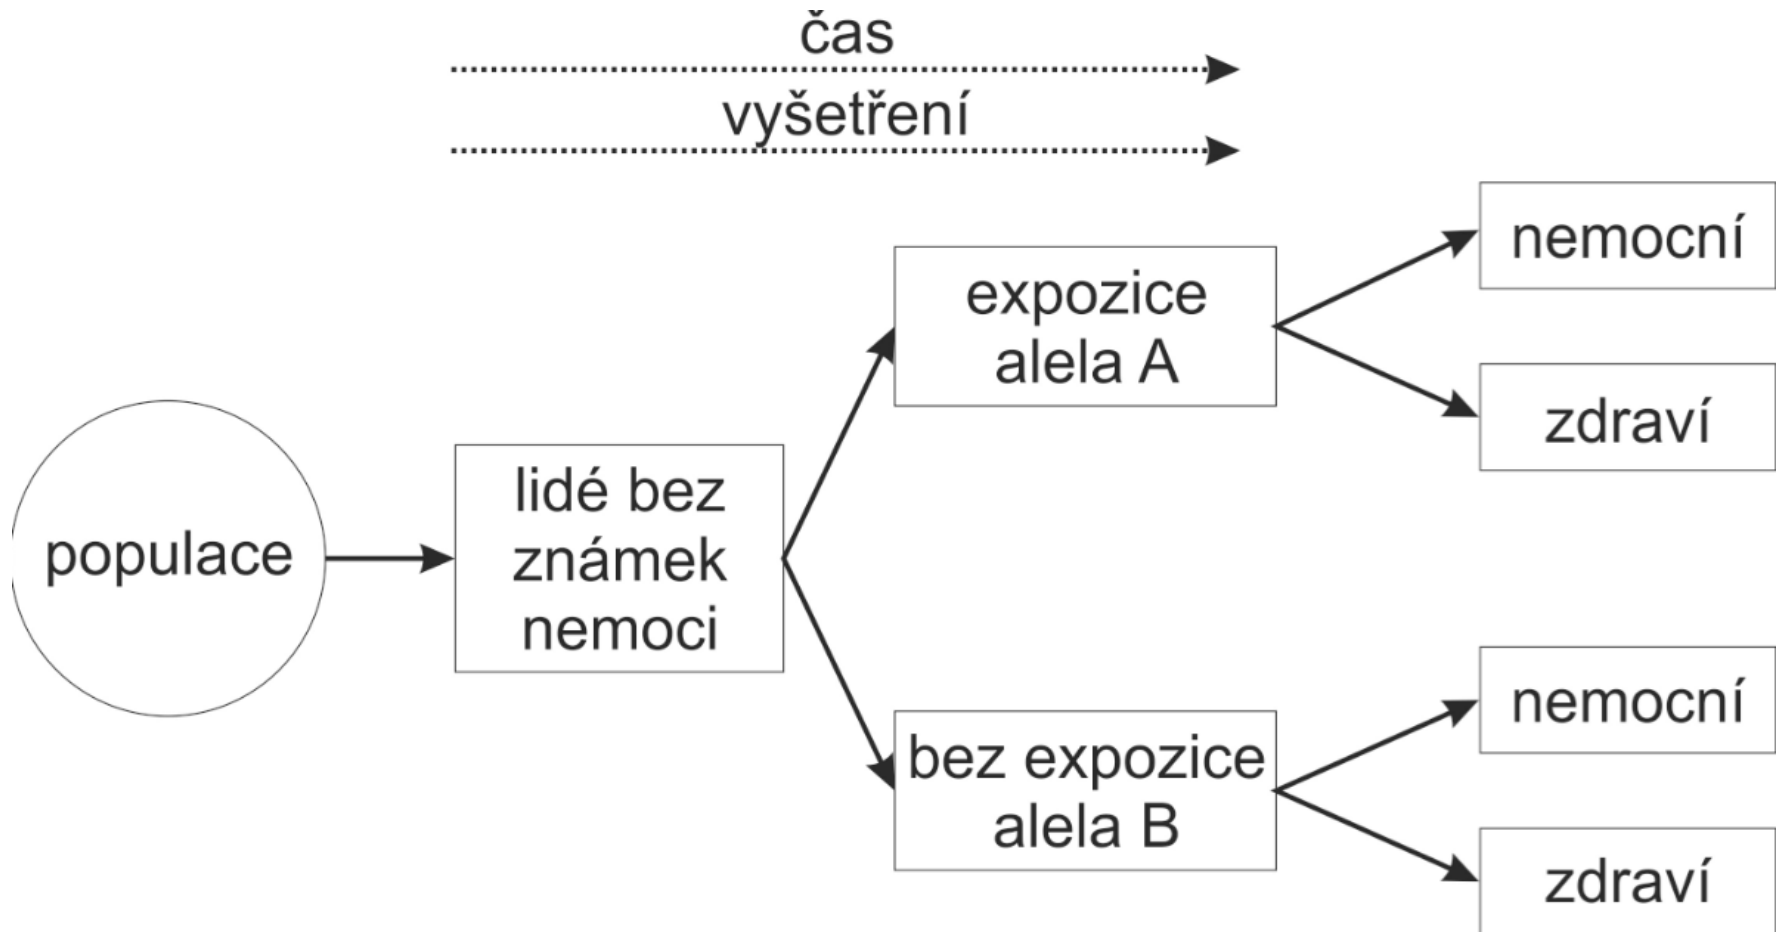 čas
vyšetření
populace
lidé bez
známek
nemoci
expozice
alela A
nemocní
zdraví
bez expozice
alela B
nemocní
zdraví